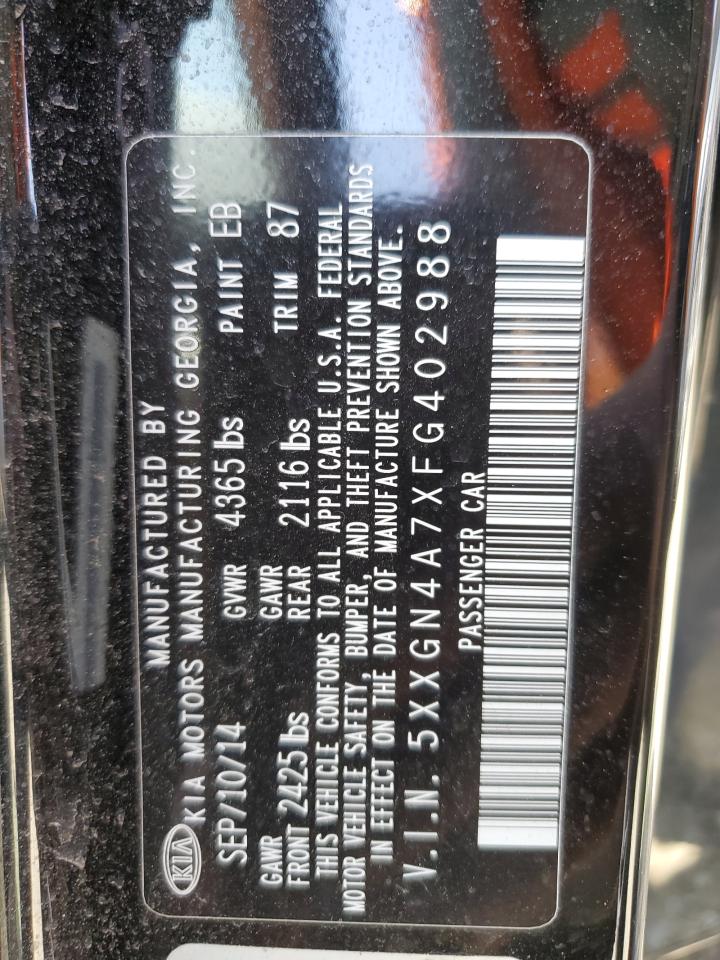 MANUFACTURED BY
KIA KIA MOTORS MANUFACTURING GEORGIA, INC.
SEP/10/14 GVWR 4365 lbs PAINT EB
GAWR FRONT 2425 lbs GAWR REAR 2116 lbs TRIM 87
THIS VEHICLE CONFORMS TO ALL APPLICABLE U.S.A. FEDERAL
MOTOR VEHICLE SAFETY, BUMPER, AND THEFT PREVENTION STANDARDS
IN EFFECT ON THE DATE OF MANUFACTURE SHOWN ABOVE.
V.I.N. 5XXGN4A7XFG402988
PASSENGER CAR